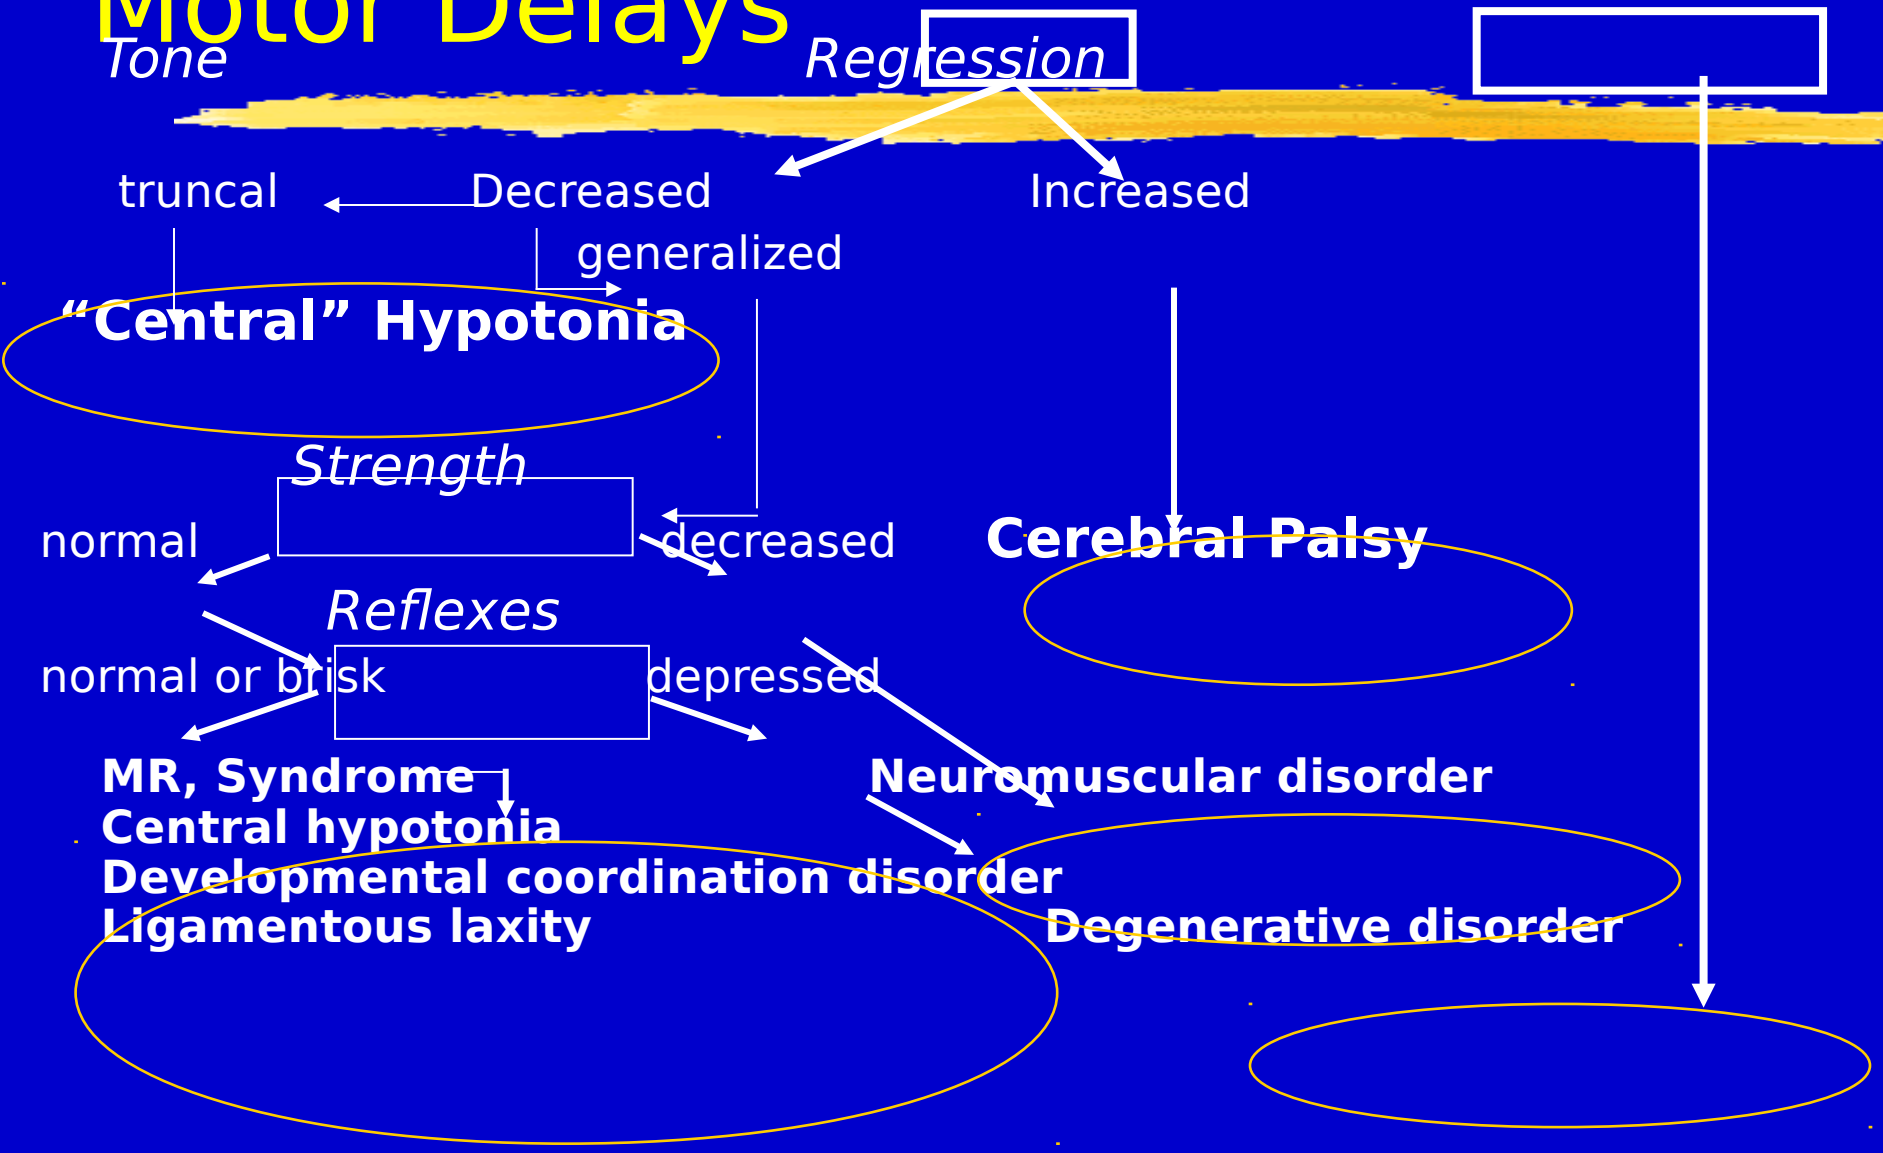 Motor Delays
Tone Regression
truncal Decreased Increased
generalized
“Central” Hypotonia
Strength
normal decreased Cerebral Palsy
Reflexes
normal or brisk depressed
MR, Syndrome Neuromuscular disorder
Central hypotonia
Developmental coordination disorder
Ligamentous laxity Degenerative disorder